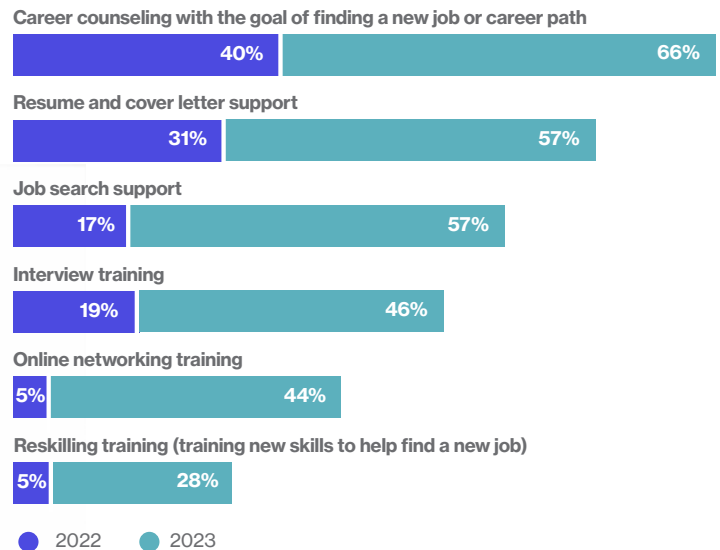 Career counseling with the goal of finding a new job or career path
40% 66%
Resume and cover letter support
31% 57%
Job search support
17% 57%
Interview training
19% 46%
Online networking training
5% 44%
Reskilling training (training new skills to help find a new job)
5% 28%
2022 2023